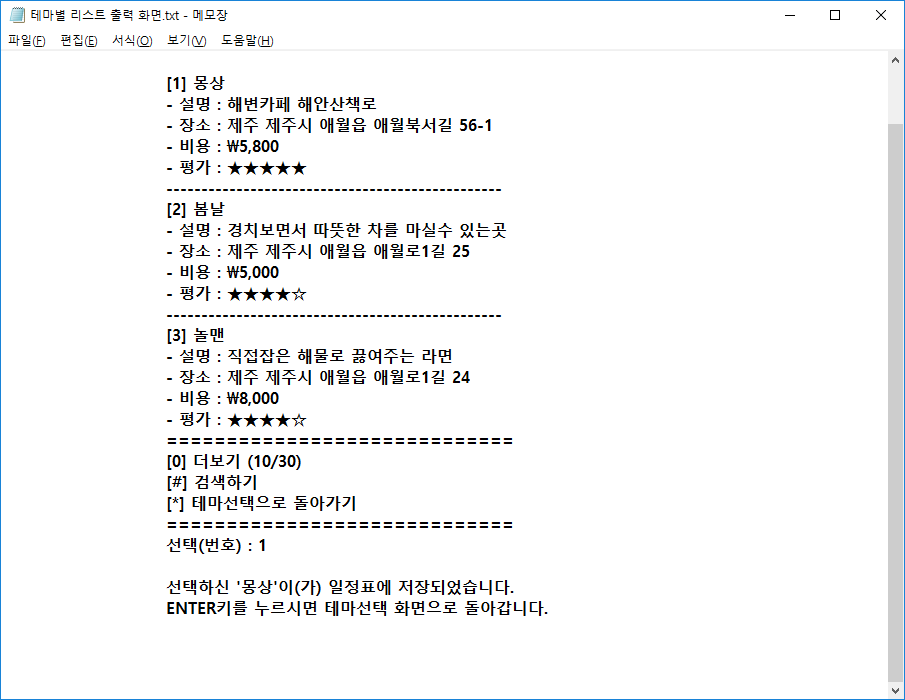 테마별 리스트 출력 화면.txt - 메모장
파일(F) 편집(E) 서식(O) 보기(V) 도움말(H)
[1] 몽상
- 설명 : 해변카페 해안산책로
- 장소 : 제주 제주시 애월읍 애월북서길 56-1
- 비용 : ₩5,800
- 평가 : ★★★★★
------------------------------------------------
[2] 봄날
- 설명 : 경치보면서 따뜻한 차를 마실수 있는곳
- 장소 : 제주 제주시 애월읍 애월로1길 25
- 비용 : ₩5,000
- 평가 : ★★★★☆
------------------------------------------------
[3] 놀맨
- 설명 : 직접잡은 해물로 끓여주는 라면
- 장소 : 제주 제주시 애월읍 애월로1길 24
- 비용 : ₩8,000
- 평가 : ★★★★☆
=============================
[0] 더보기 (10/30)
[#] 검색하기
[*] 테마선택으로 돌아가기
=============================
선택(번호) : 1
선택하신 '몽상'이(가) 일정표에 저장되었습니다.
ENTER키를 누르시면 테마선택 화면으로 돌아갑니다.